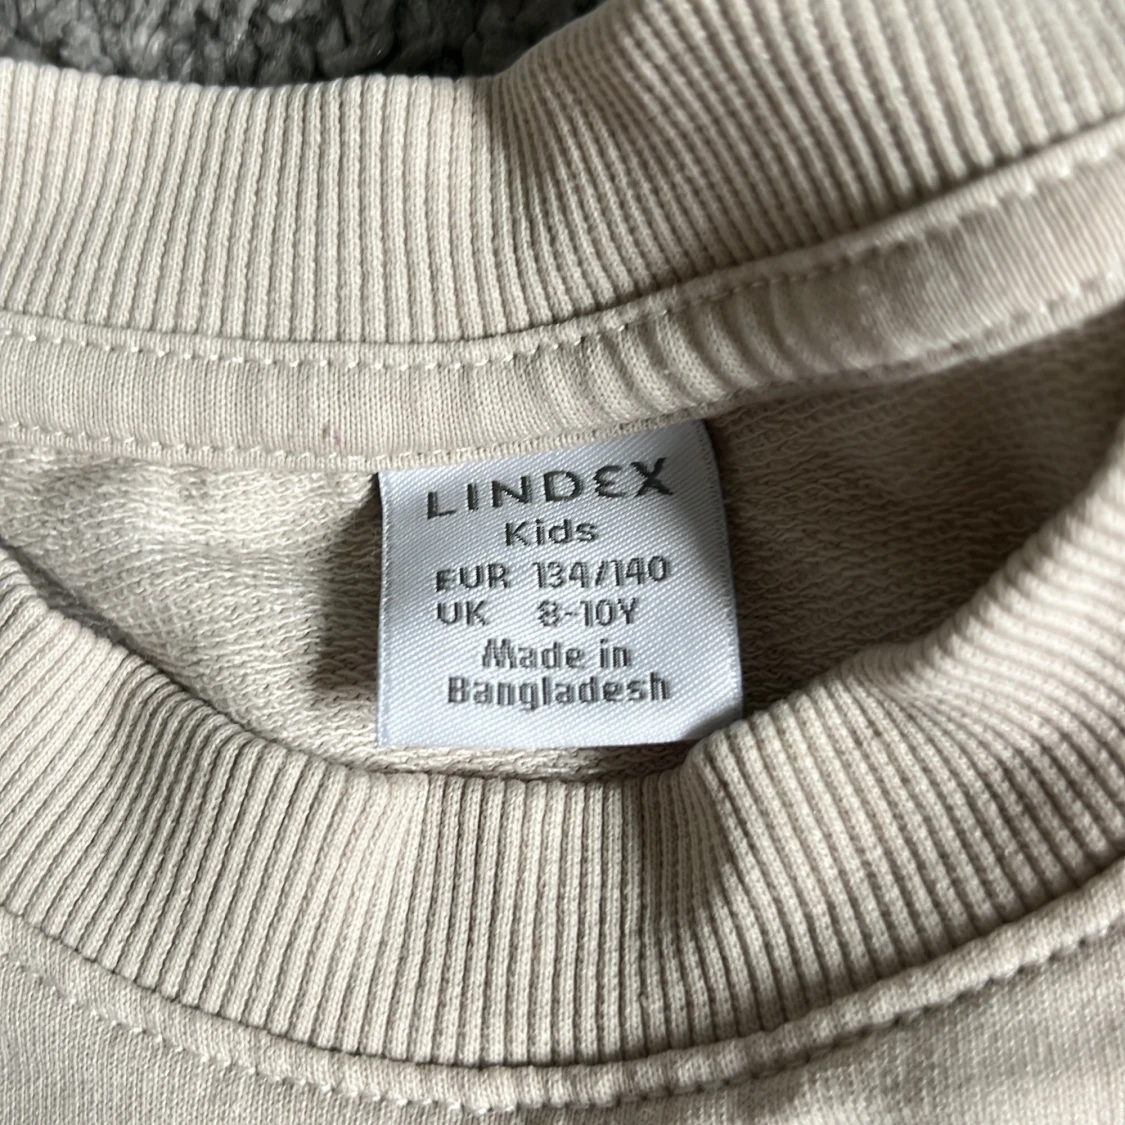 LINDEX
Kids
EUR 134/140
UK 8-10Y
Made in
Bangladesh